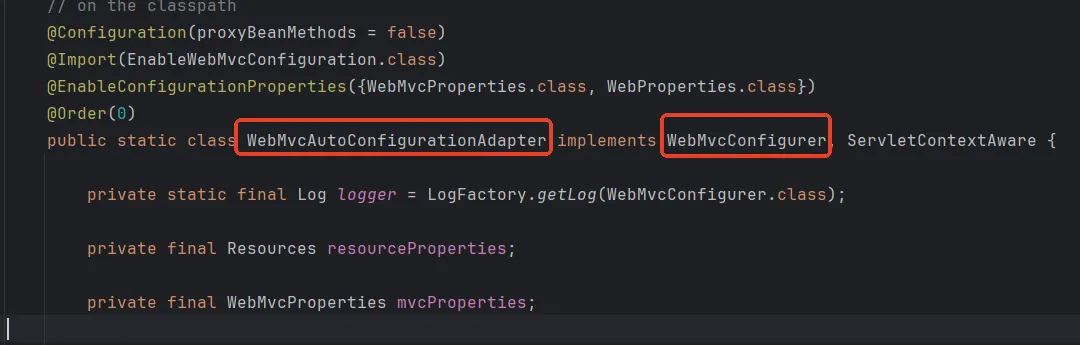 // on the classpath
@Configuration(proxyBeanMethods = false)
@Import(EnableWebMvcConfiguration.class)
@EnableConfigurationProperties({WebMvcProperties.class, WebProperties.class})
@Order(0)
public static class WebMvcAutoConfigurationAdapter implements WebMvcConfigurer, ServletContextAware {
private static final Log logger = LogFactory.getLog(WebMvcConfigurer.class);
private final Resources resourceProperties;
private final WebMvcProperties mvcProperties;